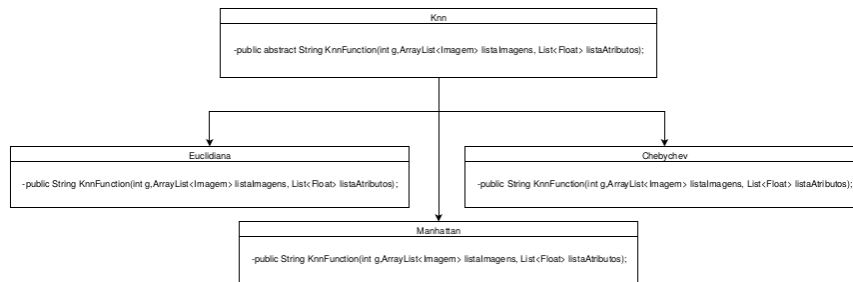 Knn
-public abstract String KnnFunction(int g,ArrayList<Imagem> listaImagens, List<Float> listaAtributos);
Euclidiana
-public String KnnFunction(int g,ArrayList<Imagem> listaImagens, List<Float> listaAtributos);
Chebychev
-public String KnnFunction(int g,ArrayList<Imagem> listaImagens, List<Float> listaAtributos);
Manhattan
-public String KnnFunction(int g,ArrayList<Imagem> listaImagens, List<Float> listaAtributos);